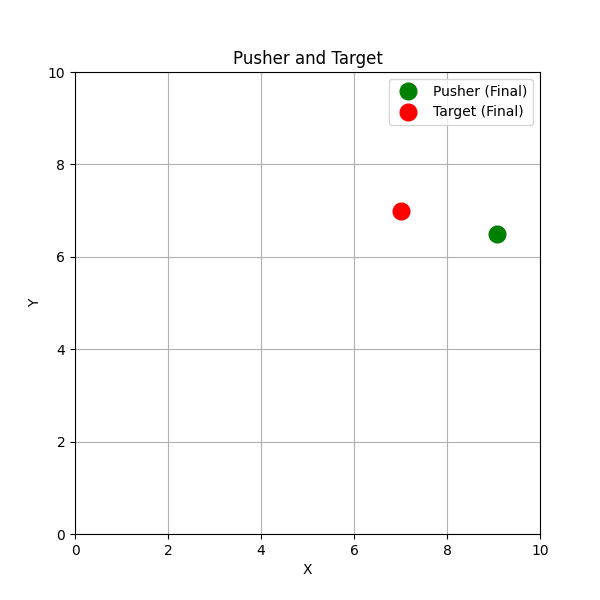 Pusher and Target
Pusher (Final)
Target (Final)
10
8
6
4
2
0
Y
0 2 4 6 8 10
X